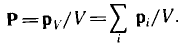 P = p_V/V = ∑_i p_i/V.